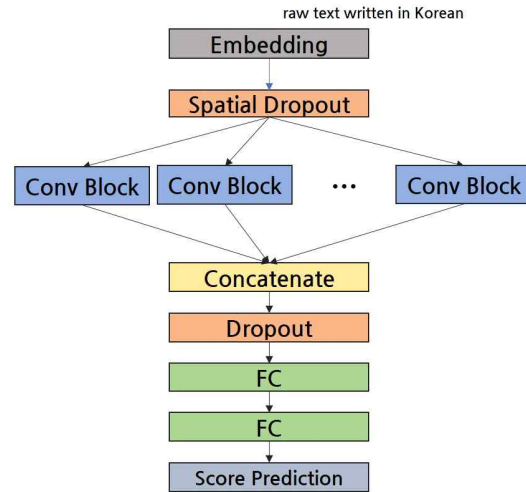 raw text written in Korean
Embedding
Spatial Dropout
Conv Block
Conv Block
...
Conv Block
Concatenate
Dropout
FC
FC
Score Prediction